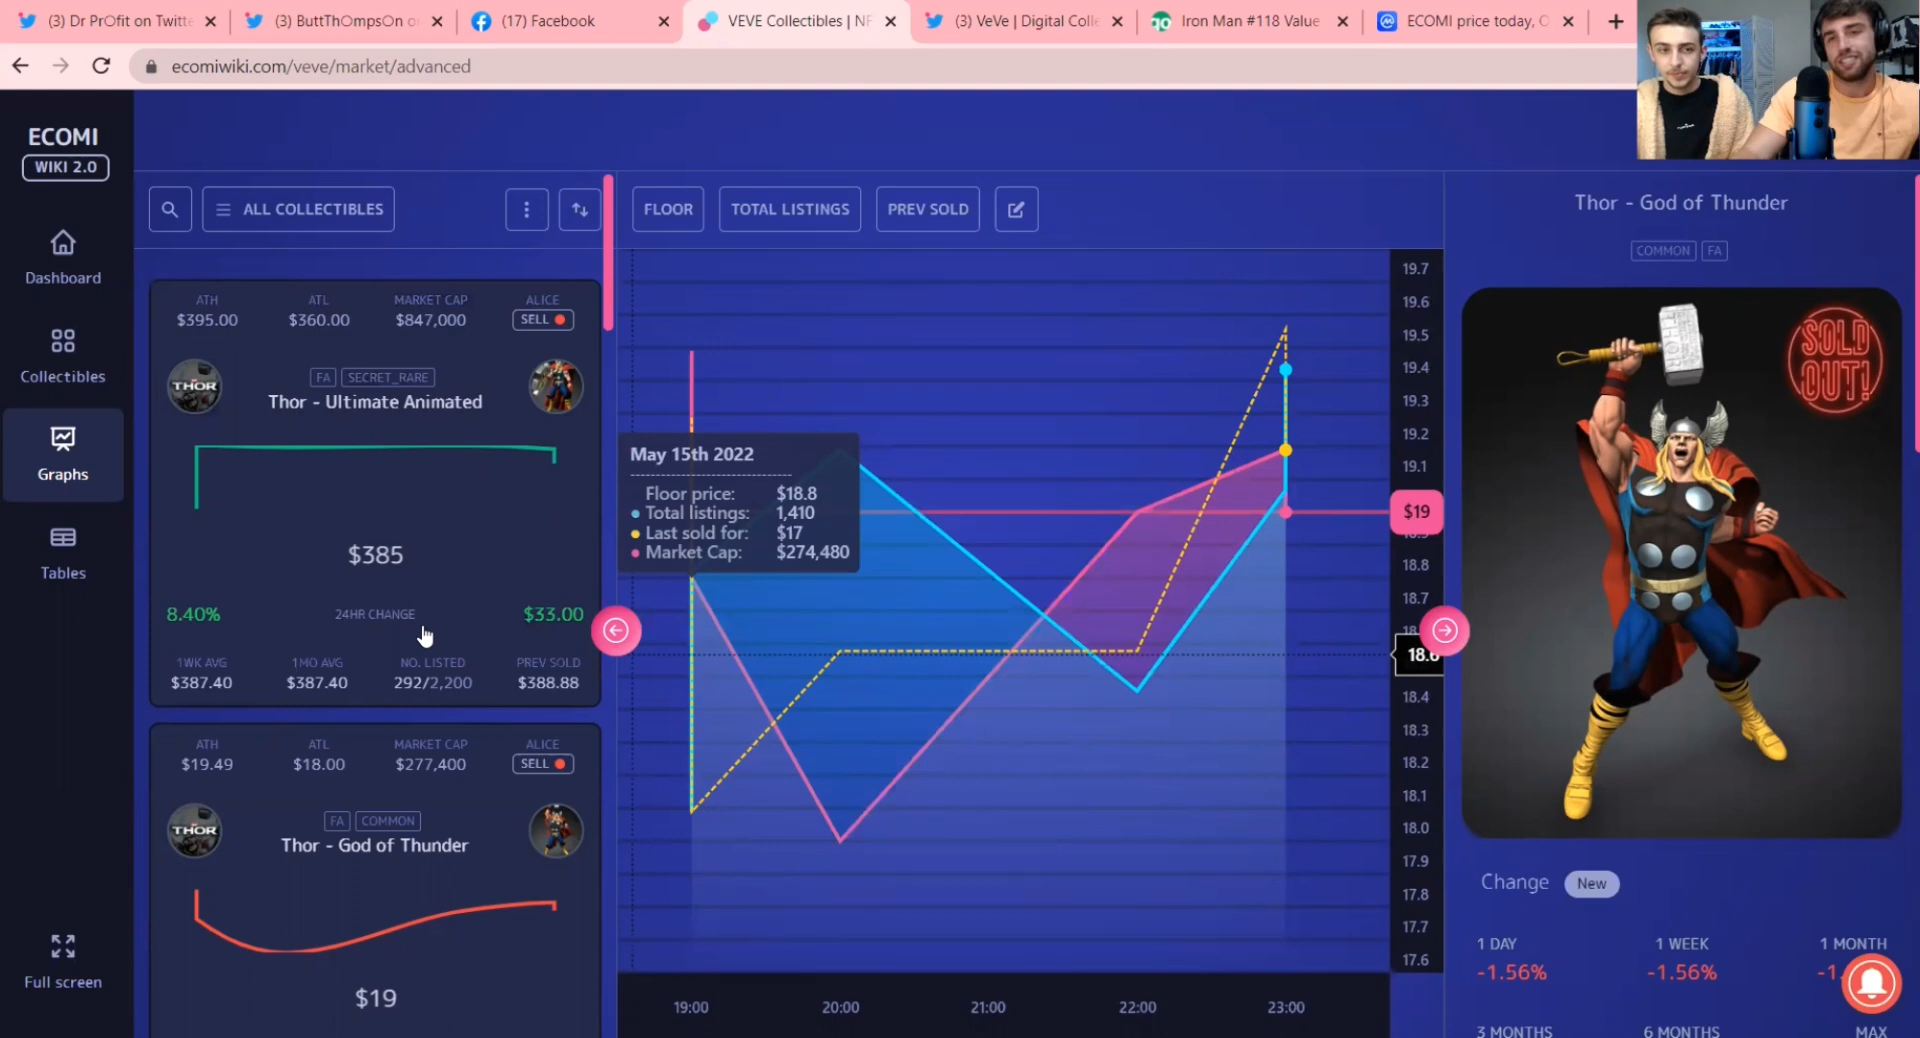 (3) Dr PrOfit on Twitte
(3) ButtThOmpsOn o
(17) Facebook
VEVE Collectibles | NF
(3) VeVe | Digital Colle
Iron Man #118 Value
ECOMI price today, O
ecomiwiki.com/veve/market/advanced
ECOMI
WIKI 2.0
Dashboard
Collectibles
Graphs
Tables
Full screen
ALL COLLECTIBLES
FLOOR
TOTAL LISTINGS
PREV SOLD
ATH ATL MARKET CAP ALICE
$395.00 $360.00 $847,000 SELL
THOR
FA SECRET_RARE
Thor - Ultimate Animated
$385
8.40% 24HR CHANGE $33.00
1WK AVG 1MO AVG NO. LISTED PREV SOLD
$387.40 $387.40 292/2,200 $388.88
ATH ATL MARKET CAP ALICE
$19.49 $18.00 $277,400 SELL
THOR
FA COMMON
Thor - God of Thunder
$19
May 15th 2022
Floor price: $18.8
Total listings: 1,410
Last sold for: $17
Market Cap: $274,480
19.7
19.6
19.5
19.4
19.3
19.2
19.1
$19
18.8
18.7
18.6
18.4
18.3
18.2
18.1
18.0
17.9
17.8
17.7
17.6
19:00 20:00 21:00 22:00 23:00
Thor - God of Thunder
COMMON FA
THOR
SOLD
OUT!
Change New
1 DAY 1 WEEK 1 MONTH
-1.56% -1.56% -1.
3 MONTHS 6 MONTHS MAX